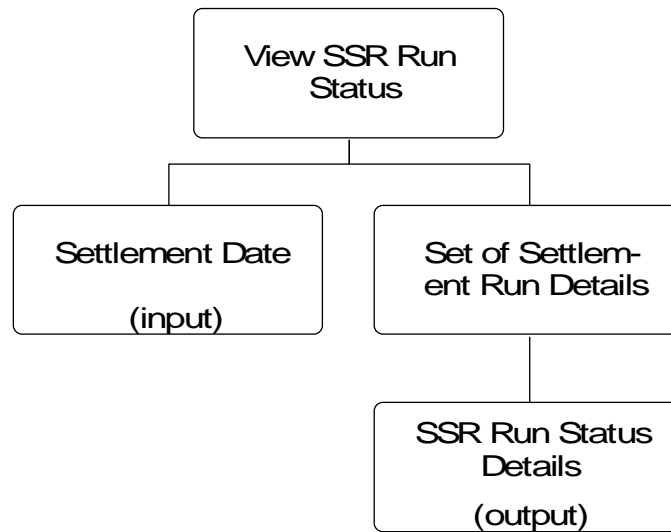 View SSR Run
Status
Settlement Date
(input)
Set of Settlem-
ent Run Details
SSR Run Status
Details
(output)